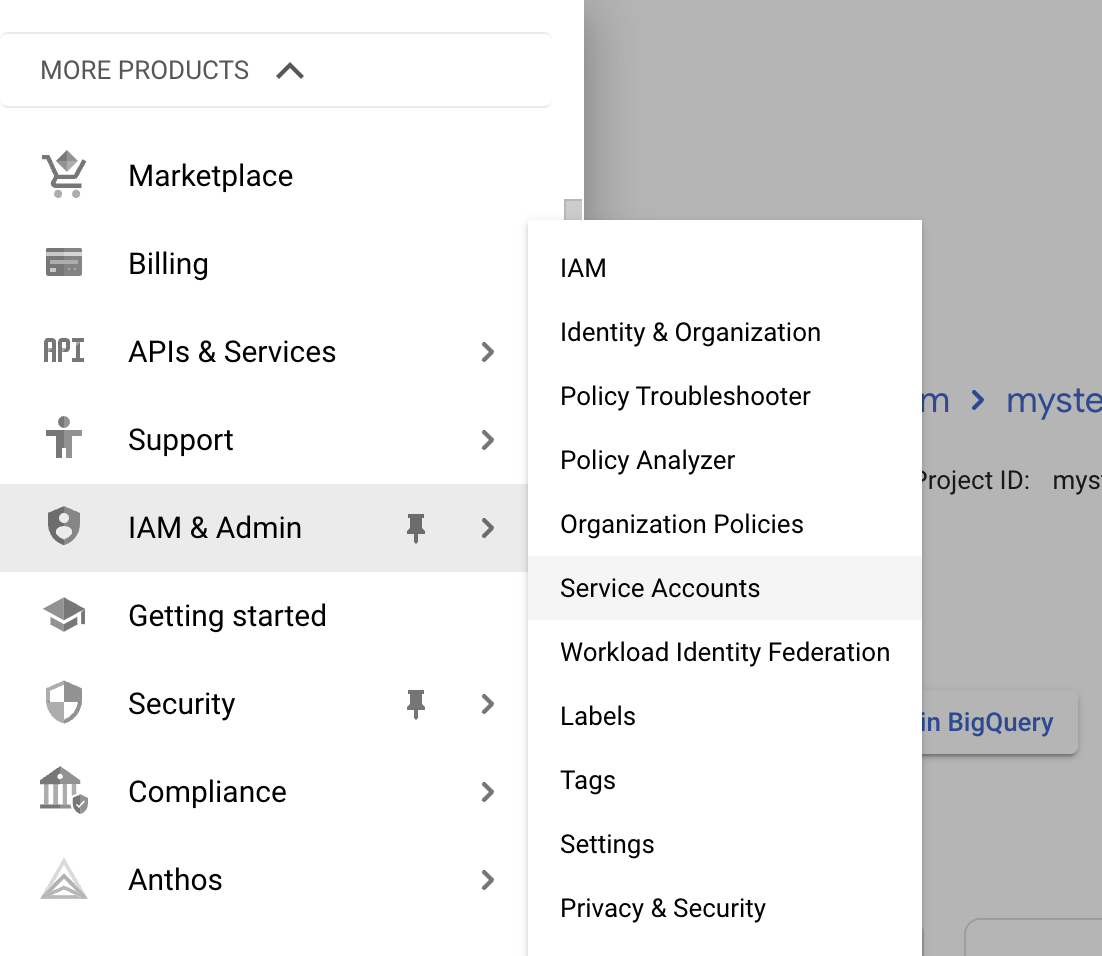 MORE PRODUCTS
Marketplace
Billing
API APIs & Services
Support
IAM & Admin
Getting started
Security
Compliance
Anthos
IAM
Identity & Organization
Policy Troubleshooter
Policy Analyzer
Organization Policies
Service Accounts
Workload Identity Federation
Labels
Tags
Settings
Privacy & Security
m > myste
Project ID: mys
in BigQuery